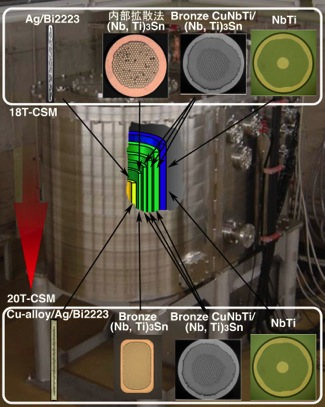 Ag/Bi2223
内部拡散法
(Nb, Ti)3Sn
Bronze CuNbTi/
(Nb, Ti)3Sn
NbTi
18T-CSM
20T-CSM
Cu-alloy/Ag/Bi2223
Bronze
(Nb, Ti)3Sn
Bronze CuNbTi/
(Nb, Ti)3Sn
NbTi